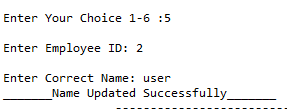 Enter Your Choice 1-6 :5
Enter Employee ID: 2
Enter Correct Name: user
_______Name Updated Successfully_______
------------------------